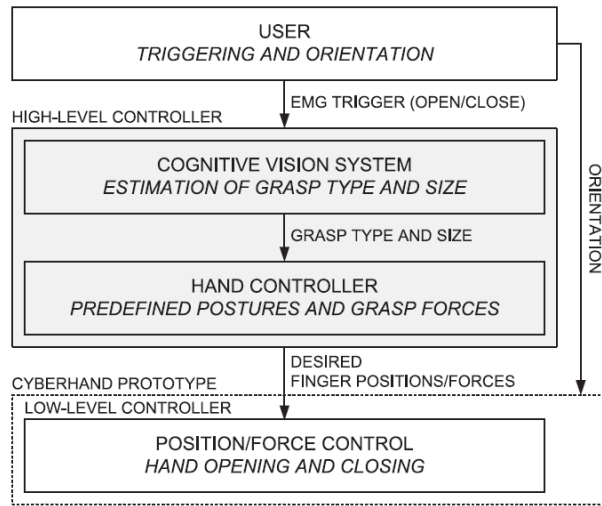 USER
TRIGGERING AND ORIENTATION
EMG TRIGGER (OPEN/CLOSE)
HIGH-LEVEL CONTROLLER
COGNITIVE VISION SYSTEM
ESTIMATION OF GRASP TYPE AND SIZE
ORIENTATION
GRASP TYPE AND SIZE
HAND CONTROLLER
PREDEFINED POSTURES AND GRASP FORCES
DESIRED
FINGER POSITIONS/FORCES
CYBERHAND PROTOTYPE
LOW-LEVEL CONTROLLER
POSITION/FORCE CONTROL
HAND OPENING AND CLOSING